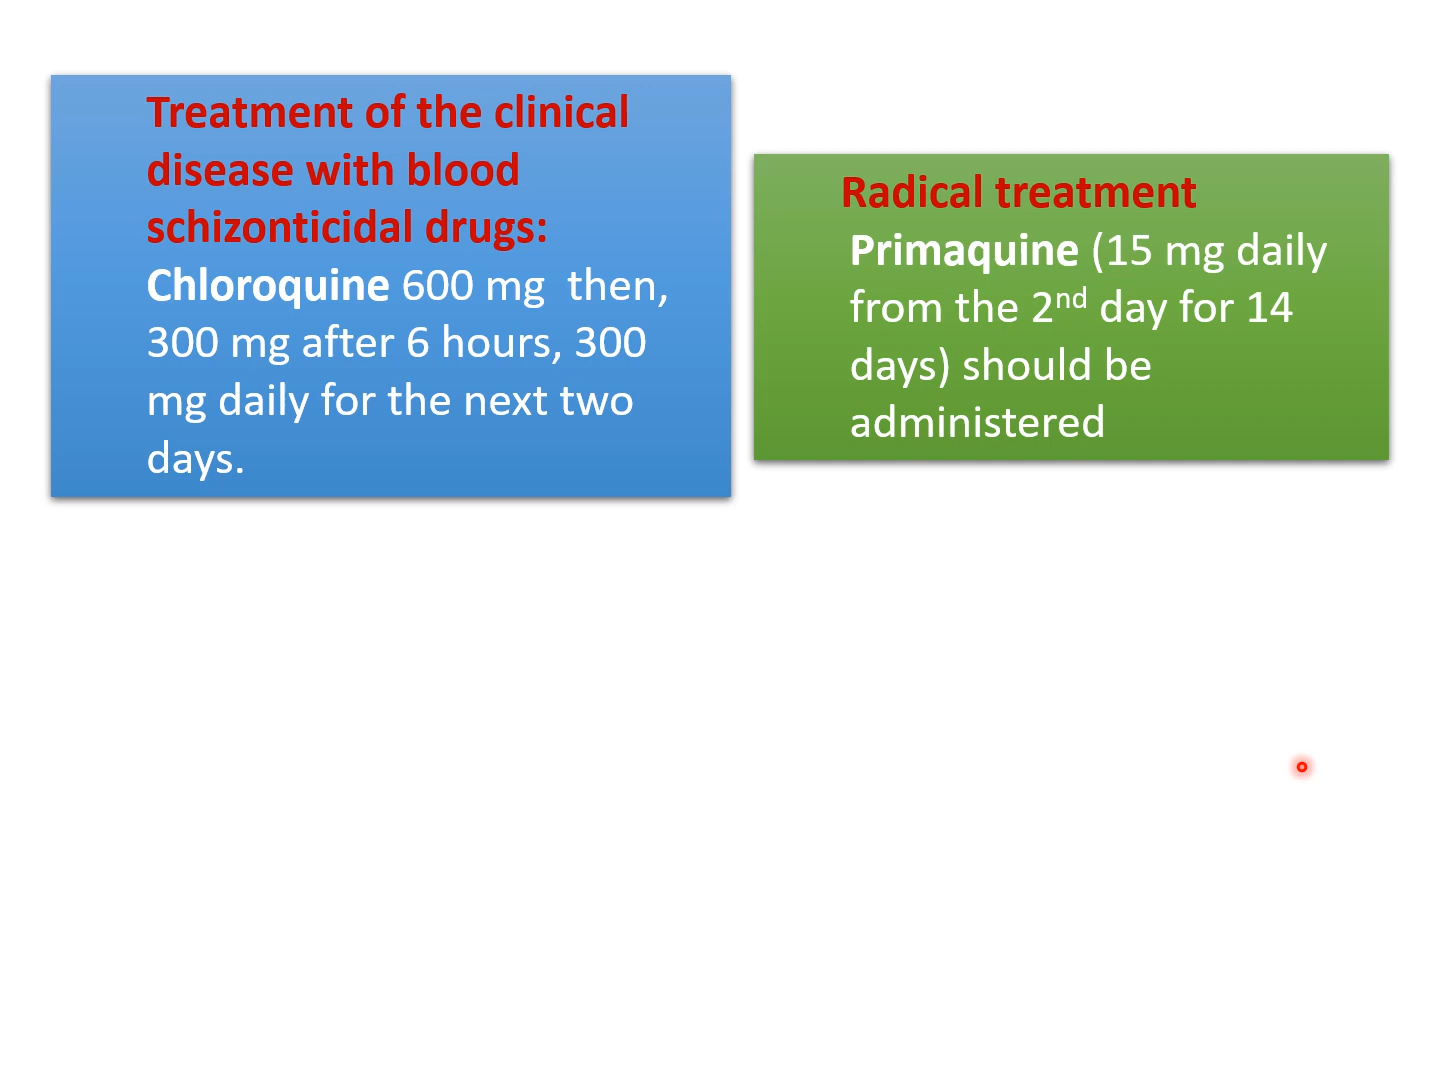 Treatment of the clinical
disease with blood
schizonticidal drugs:
Chloroquine 600 mg  then,
300 mg after 6 hours, 300
mg daily for the next two
days.
Radical treatment
Primaquine (15 mg daily
from the 2nd day for 14
days) should be
administered